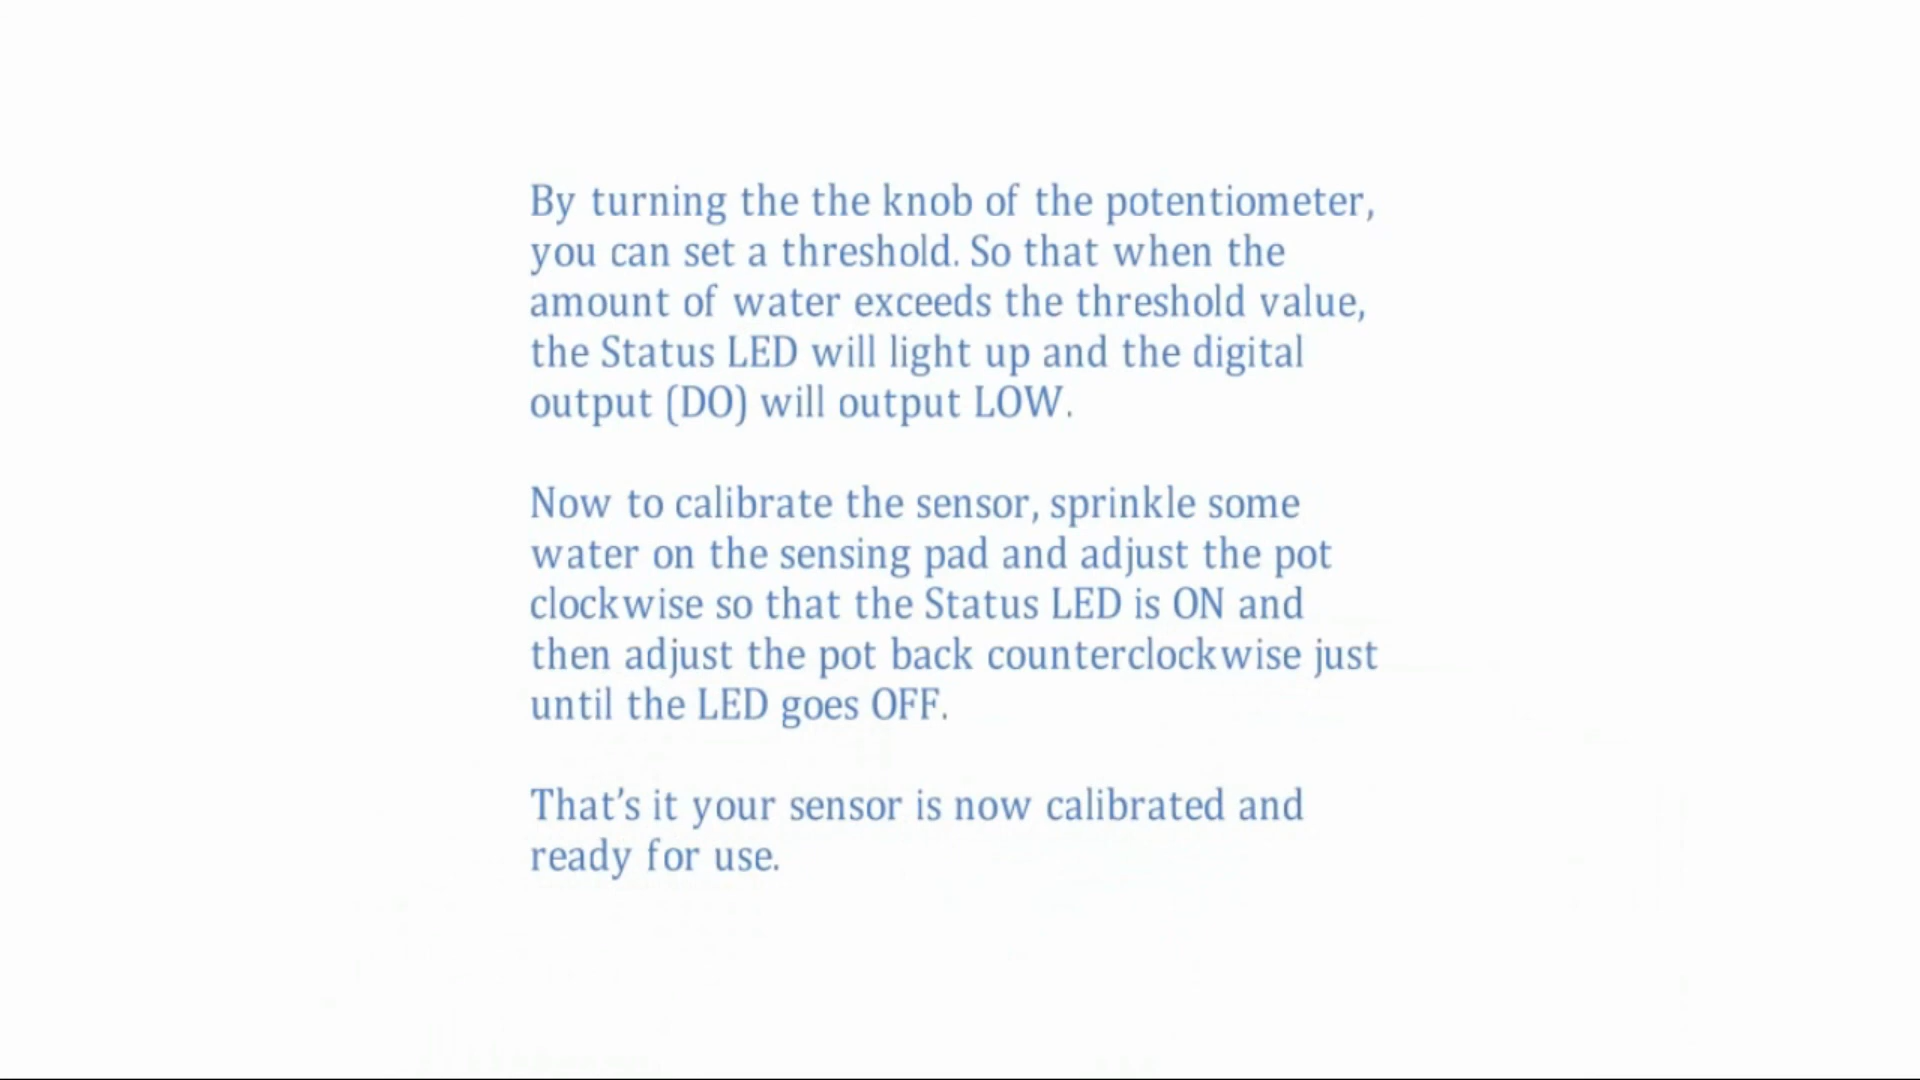 By turning the the knob of the potentiometer,
you can set a threshold. So that when the
amount of water exceeds the threshold value,
the Status LED will light up and the digital
output (DO) will output LOW.
Now to calibrate the sensor, sprinkle some
water on the sensing pad and adjust the pot
clockwise so that the Status LED is ON and
then adjust the pot back counterclockwise just
until the LED goes OFF.
That’s it your sensor is now calibrated and
ready for use.